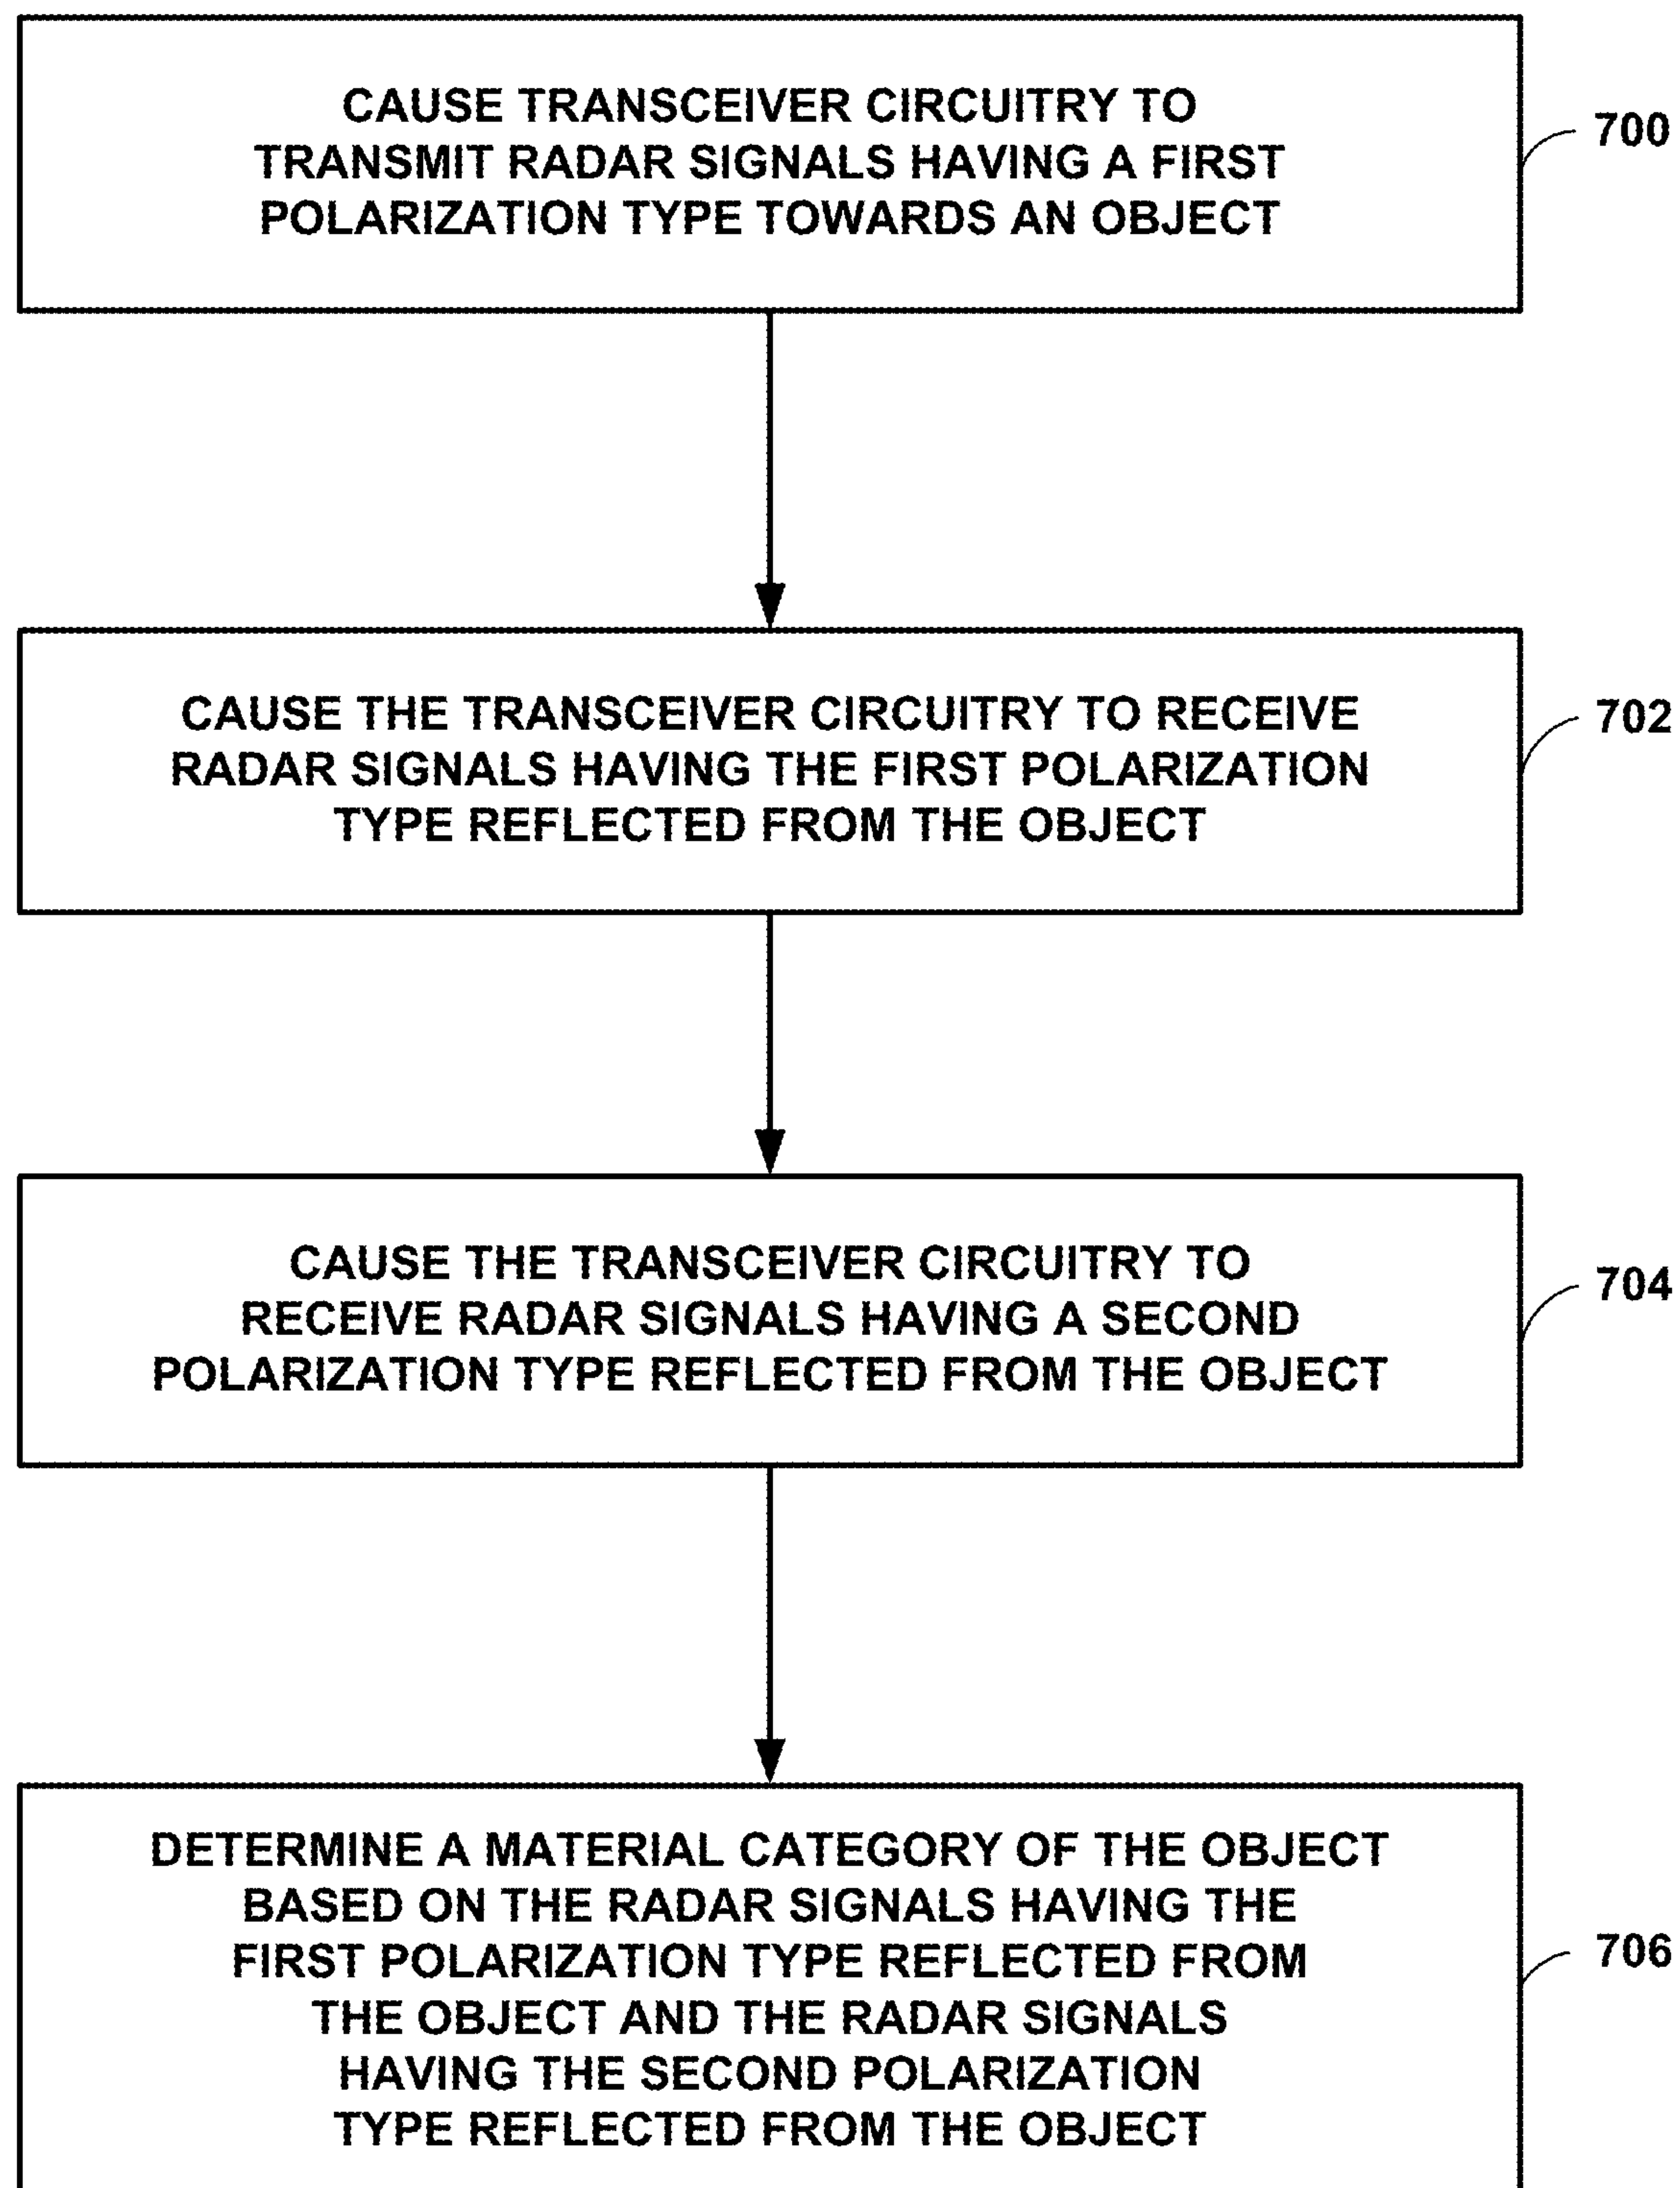 CAUSE TRANSCEIVER CIRCUITRY TO
TRANSMIT RADAR SIGNALS HAVING A FIRST
POLARIZATION TYPE TOWARDS AN OBJECT
700
CAUSE THE TRANSCEIVER CIRCUITRY TO RECEIVE
RADAR SIGNALS HAVING THE FIRST POLARIZATION
TYPE REFLECTED FROM THE OBJECT
702
CAUSE THE TRANSCEIVER CIRCUITRY TO
RECEIVE RADAR SIGNALS HAVING A SECOND
POLARIZATION TYPE REFLECTED FROM THE OBJECT
704
DETERMINE A MATERIAL CATEGORY OF THE OBJECT
BASED ON THE RADAR SIGNALS HAVING THE
FIRST POLARIZATION TYPE REFLECTED FROM
THE OBJECT AND THE RADAR SIGNALS
HAVING THE SECOND POLARIZATION
TYPE REFLECTED FROM THE OBJECT
706